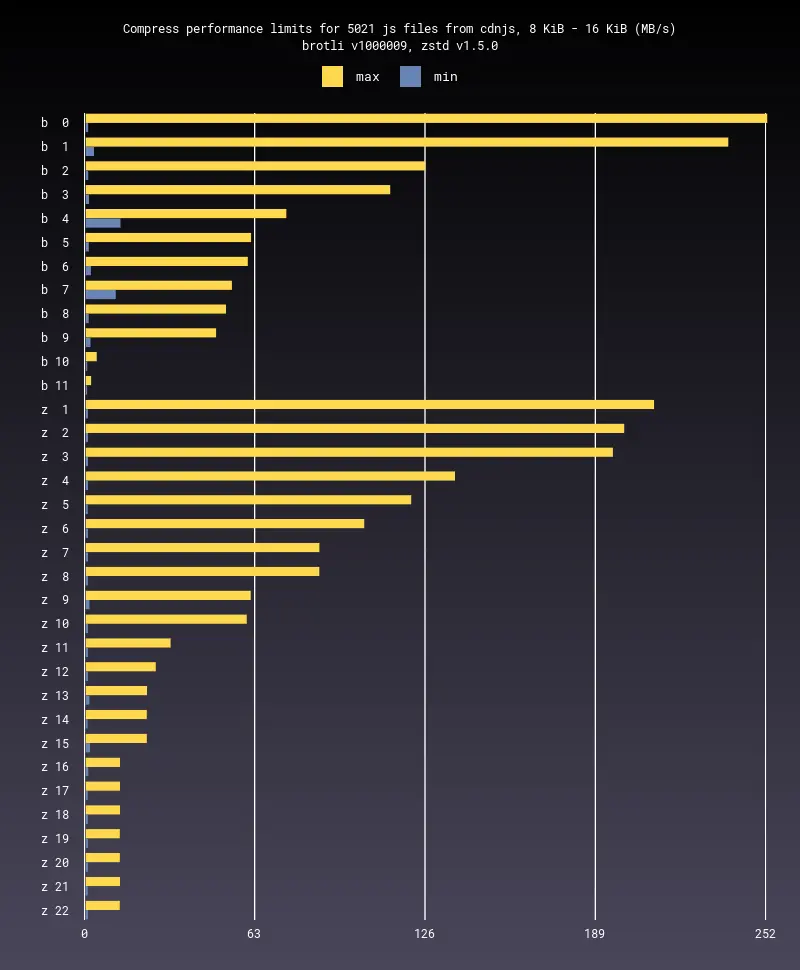 Compress performance limits for 5021 js files from cdnjs, 8 KiB - 16 KiB (MB/s)
brotli v1000009, zstd v1.5.0
max min
b 0
b 1
b 2
b 3
b 4
b 5
b 6
b 7
b 8
b 9
b 10
b 11
z 1
z 2
z 3
z 4
z 5
z 6
z 7
z 8
z 9
z 10
z 11
z 12
z 13
z 14
z 15
z 16
z 17
z 18
z 19
z 20
z 21
z 22
0 63 126 189 252